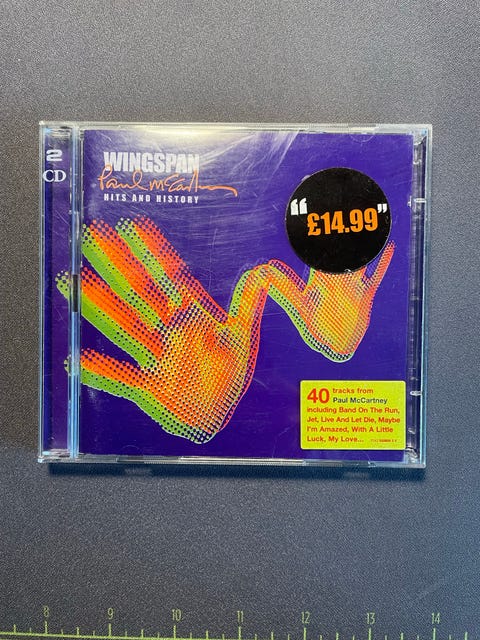 2
CD
WINGSPAN
Paul McCartney
HITS AND HISTORY
“£14.99”
40 tracks from
Paul McCartney
including Band On The Run,
Jet, Live And Let Die, Maybe
I'm Amazed, With A Little
Luck, My Love...
8 9 10 11 12 13 14